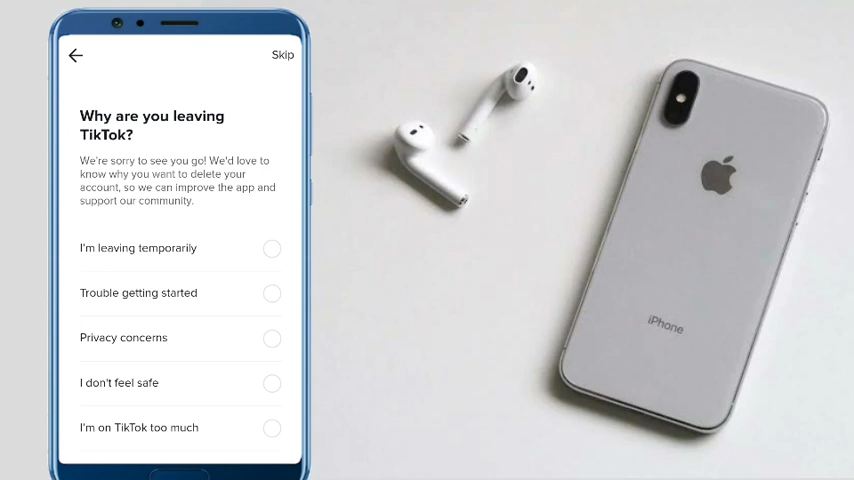 Skip
Why are you leaving
TikTok?
We're sorry to see you go! We'd love to
know why you want to delete your
account, so we can improve the app and
support our community.
I'm leaving temporarily
Trouble getting started
Privacy concerns
I don't feel safe
I'm on TikTok too much
iPhone